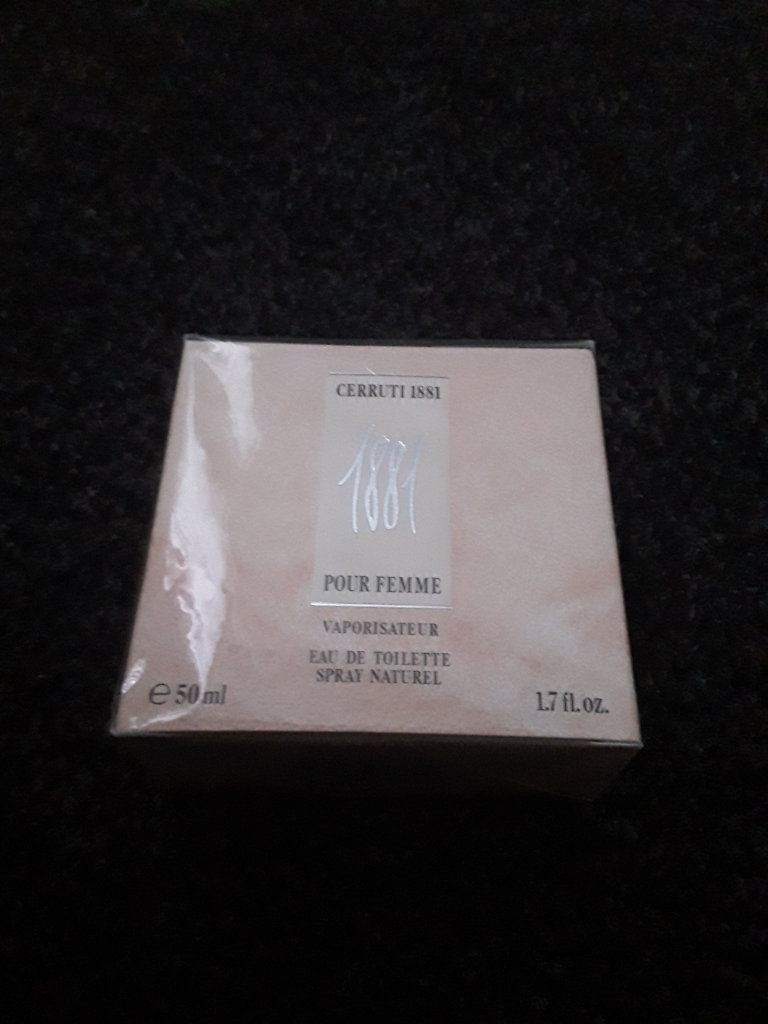 CERRUTI 1881
1881
POUR FEMME
VAPORISATEUR
EAU DE TOILETTE
SPRAY NATUREL
℮ 50 ml
1.7 fl. oz.